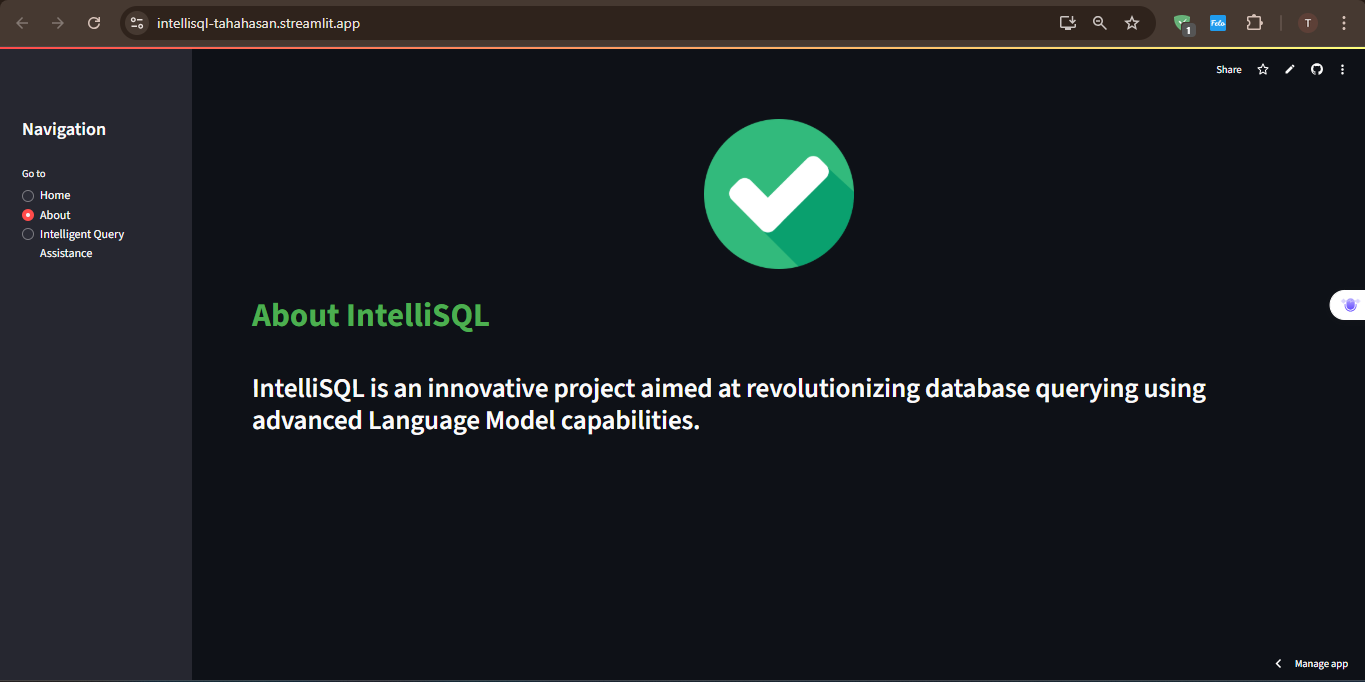 intellisql-tahahasan.streamlit.app
1
Felo
T
Share
Navigation
Go to
Home
About
Intelligent Query
Assistance
About IntelliSQL
IntelliSQL is an innovative project aimed at revolutionizing database querying using
advanced Language Model capabilities.
Manage app